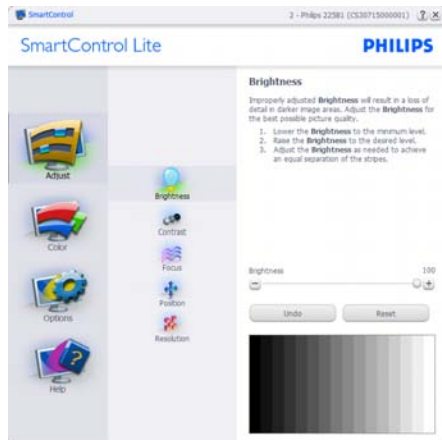 SmartControl
2 - Philips 225B1 (CS30715000001)
? X
SmartControl Lite
PHILIPS
Adjust
Color
Options
Help
Brightness
Contrast
Focus
Position
Resolution
Brightness
Improperly adjusted Brightness will result in a loss of
detail in darker image areas. Adjust the Brightness for
the best possible picture quality.
1. Lower the Brightness to the minimum level.
2. Raise the Brightness to the desired level.
3. Adjust the Brightness as needed to achieve
an equal separation of the stripes.
Brightness 100
Undo Reset